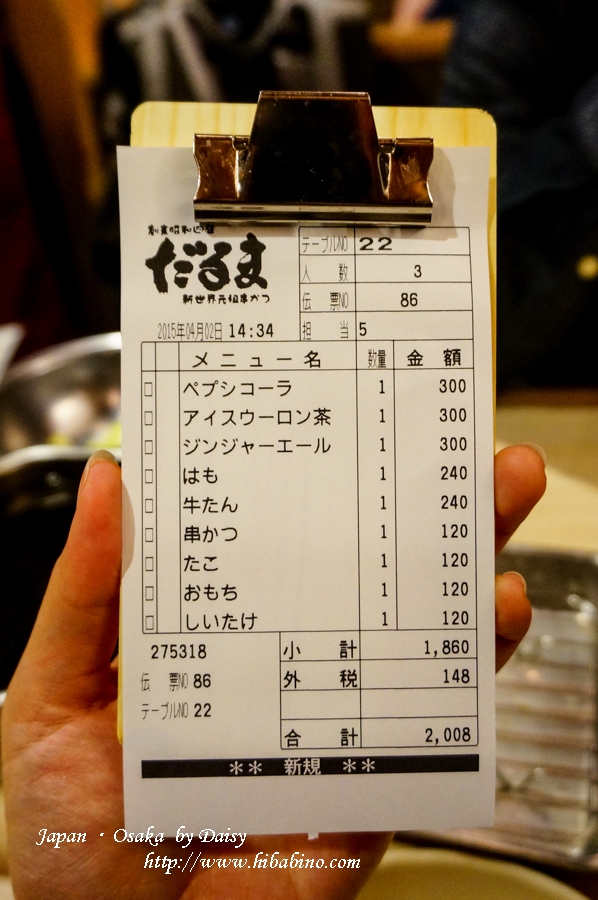 創業昭和四年
だるま
新世界元祖串かつ
テーブルNO 22
人 数 3
伝 票NO 86
2015年04月02日 14:34
担 当 5
メニュー名 数量 金 額
□ ペプシコーラ 1 300
□ アイスウーロン茶 1 300
□ ジンジャーエール 1 300
□ はも 1 240
□ 牛たん 1 240
□ 串かつ 1 120
□ たこ 1 120
□ おもち 1 120
□ しいたけ 1 120
275318
小 計 1,860
伝 票NO 86
外 税 148
テーブルNO 22
合 計 2,008
** 新規 **
Japan · Osaka by Daisy
http://www.hibabino.com